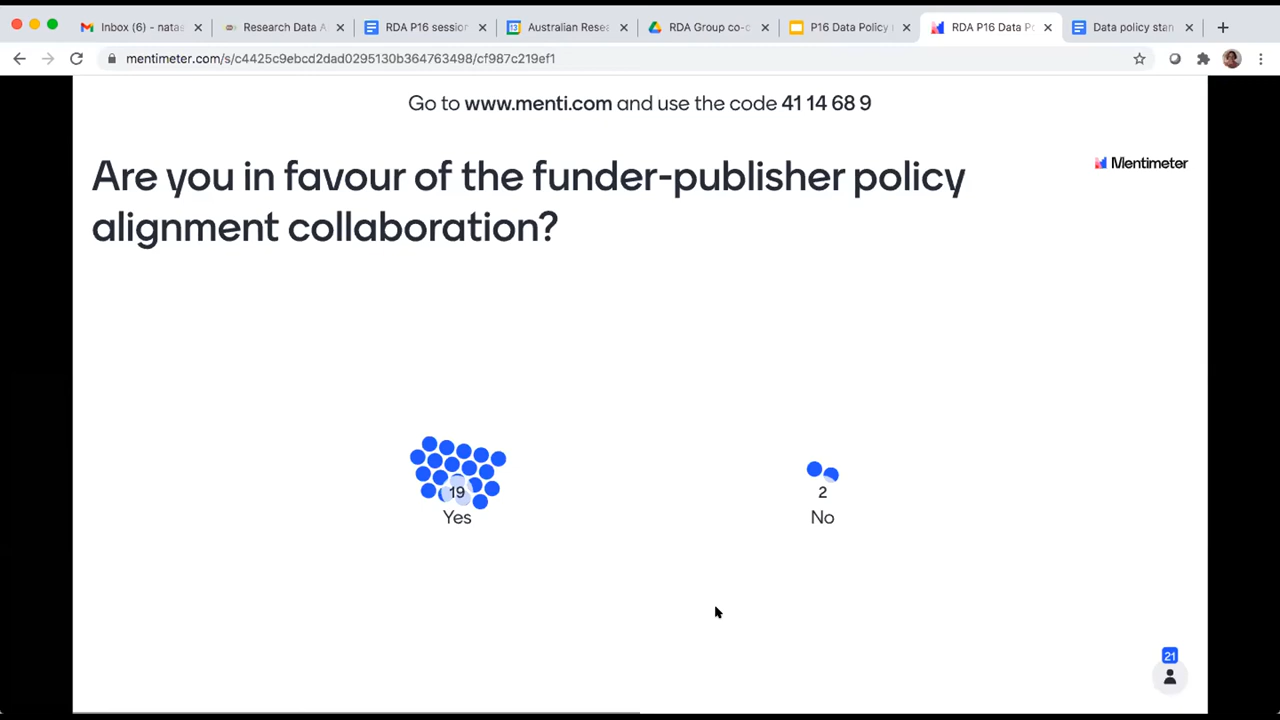 Inbox (6) - natas
Research Data A
RDA P16 session
Australian Resea
RDA Group co-c
P16 Data Policy
RDA P16 Data Po
Data policy stan
mentimeter.com/s/c4425c9ebcd2dad0295130b364763498/cf987c219ef1
Go to www.menti.com and use the code 41 14 68 9
Are you in favour of the funder-publisher policy
alignment collaboration?
Mentimeter
19
Yes
2
No
21